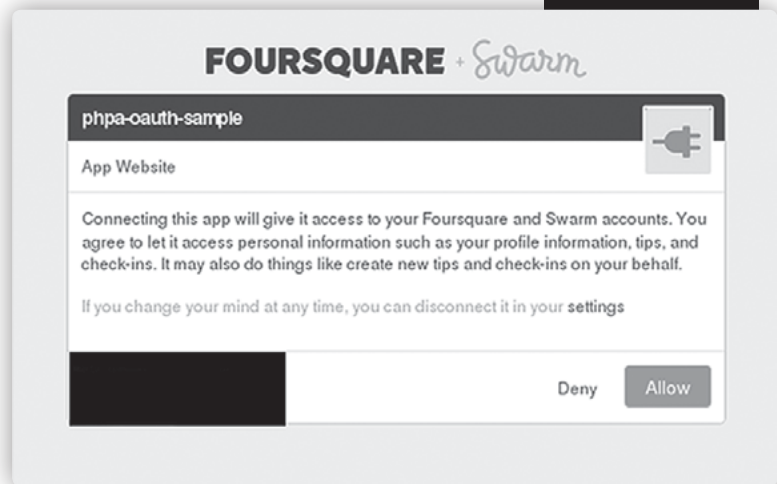 FOURSQUARE + Swarm
phpa-oauth-sample
App Website
Connecting this app will give it access to your Foursquare and Swarm accounts. You
agree to let it access personal information such as your profile information, tips, and
check-ins. It may also do things like create new tips and check-ins on your behalf.
If you change your mind at any time, you can disconnect it in your settings
Deny Allow